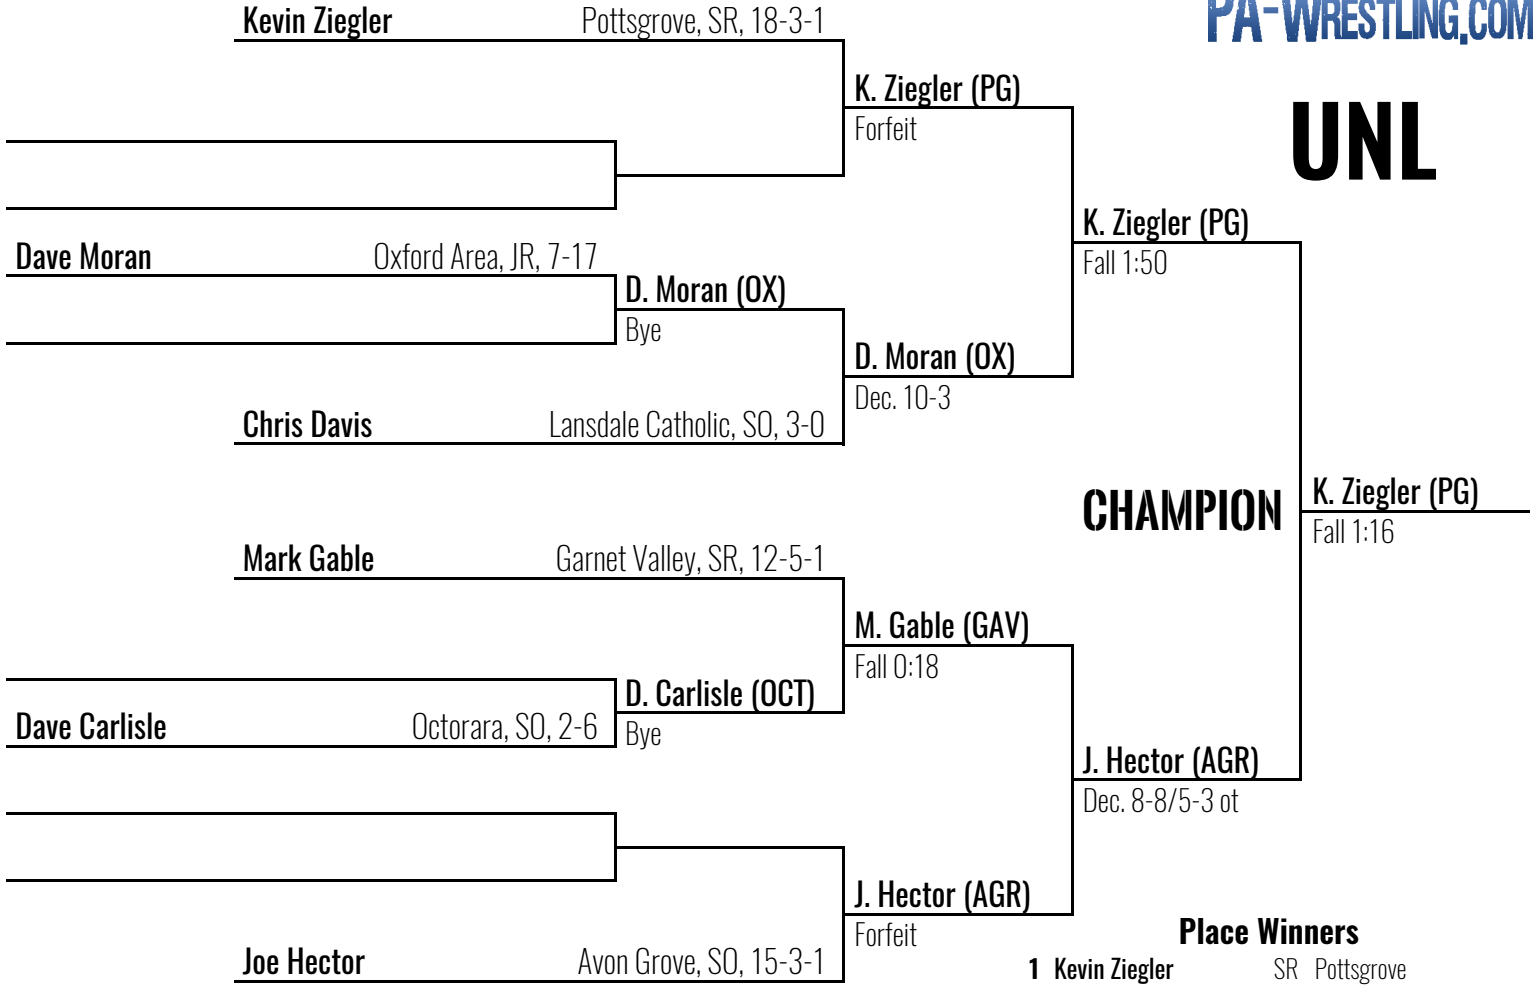 PA-WRESTLING.COM
UNL
Kevin Ziegler Pottsgrove, SR, 18-3-1
K. Ziegler (PG)
Forfeit
K. Ziegler (PG)
Fall 1:50
Dave Moran Oxford Area, JR, 7-17
D. Moran (OX)
Bye
D. Moran (OX)
Dec. 10-3
Chris Davis Lansdale Catholic, SO, 3-0
CHAMPION
K. Ziegler (PG)
Fall 1:16
Mark Gable Garnet Valley, SR, 12-5-1
M. Gable (GAV)
Fall 0:18
D. Carlisle (OCT)
Bye
Dave Carlisle Octorara, SO, 2-6
J. Hector (AGR)
Dec. 8-8/5-3 ot
J. Hector (AGR)
Forfeit
Joe Hector Avon Grove, SO, 15-3-1
Place Winners
1 Kevin Ziegler SR Pottsgrove